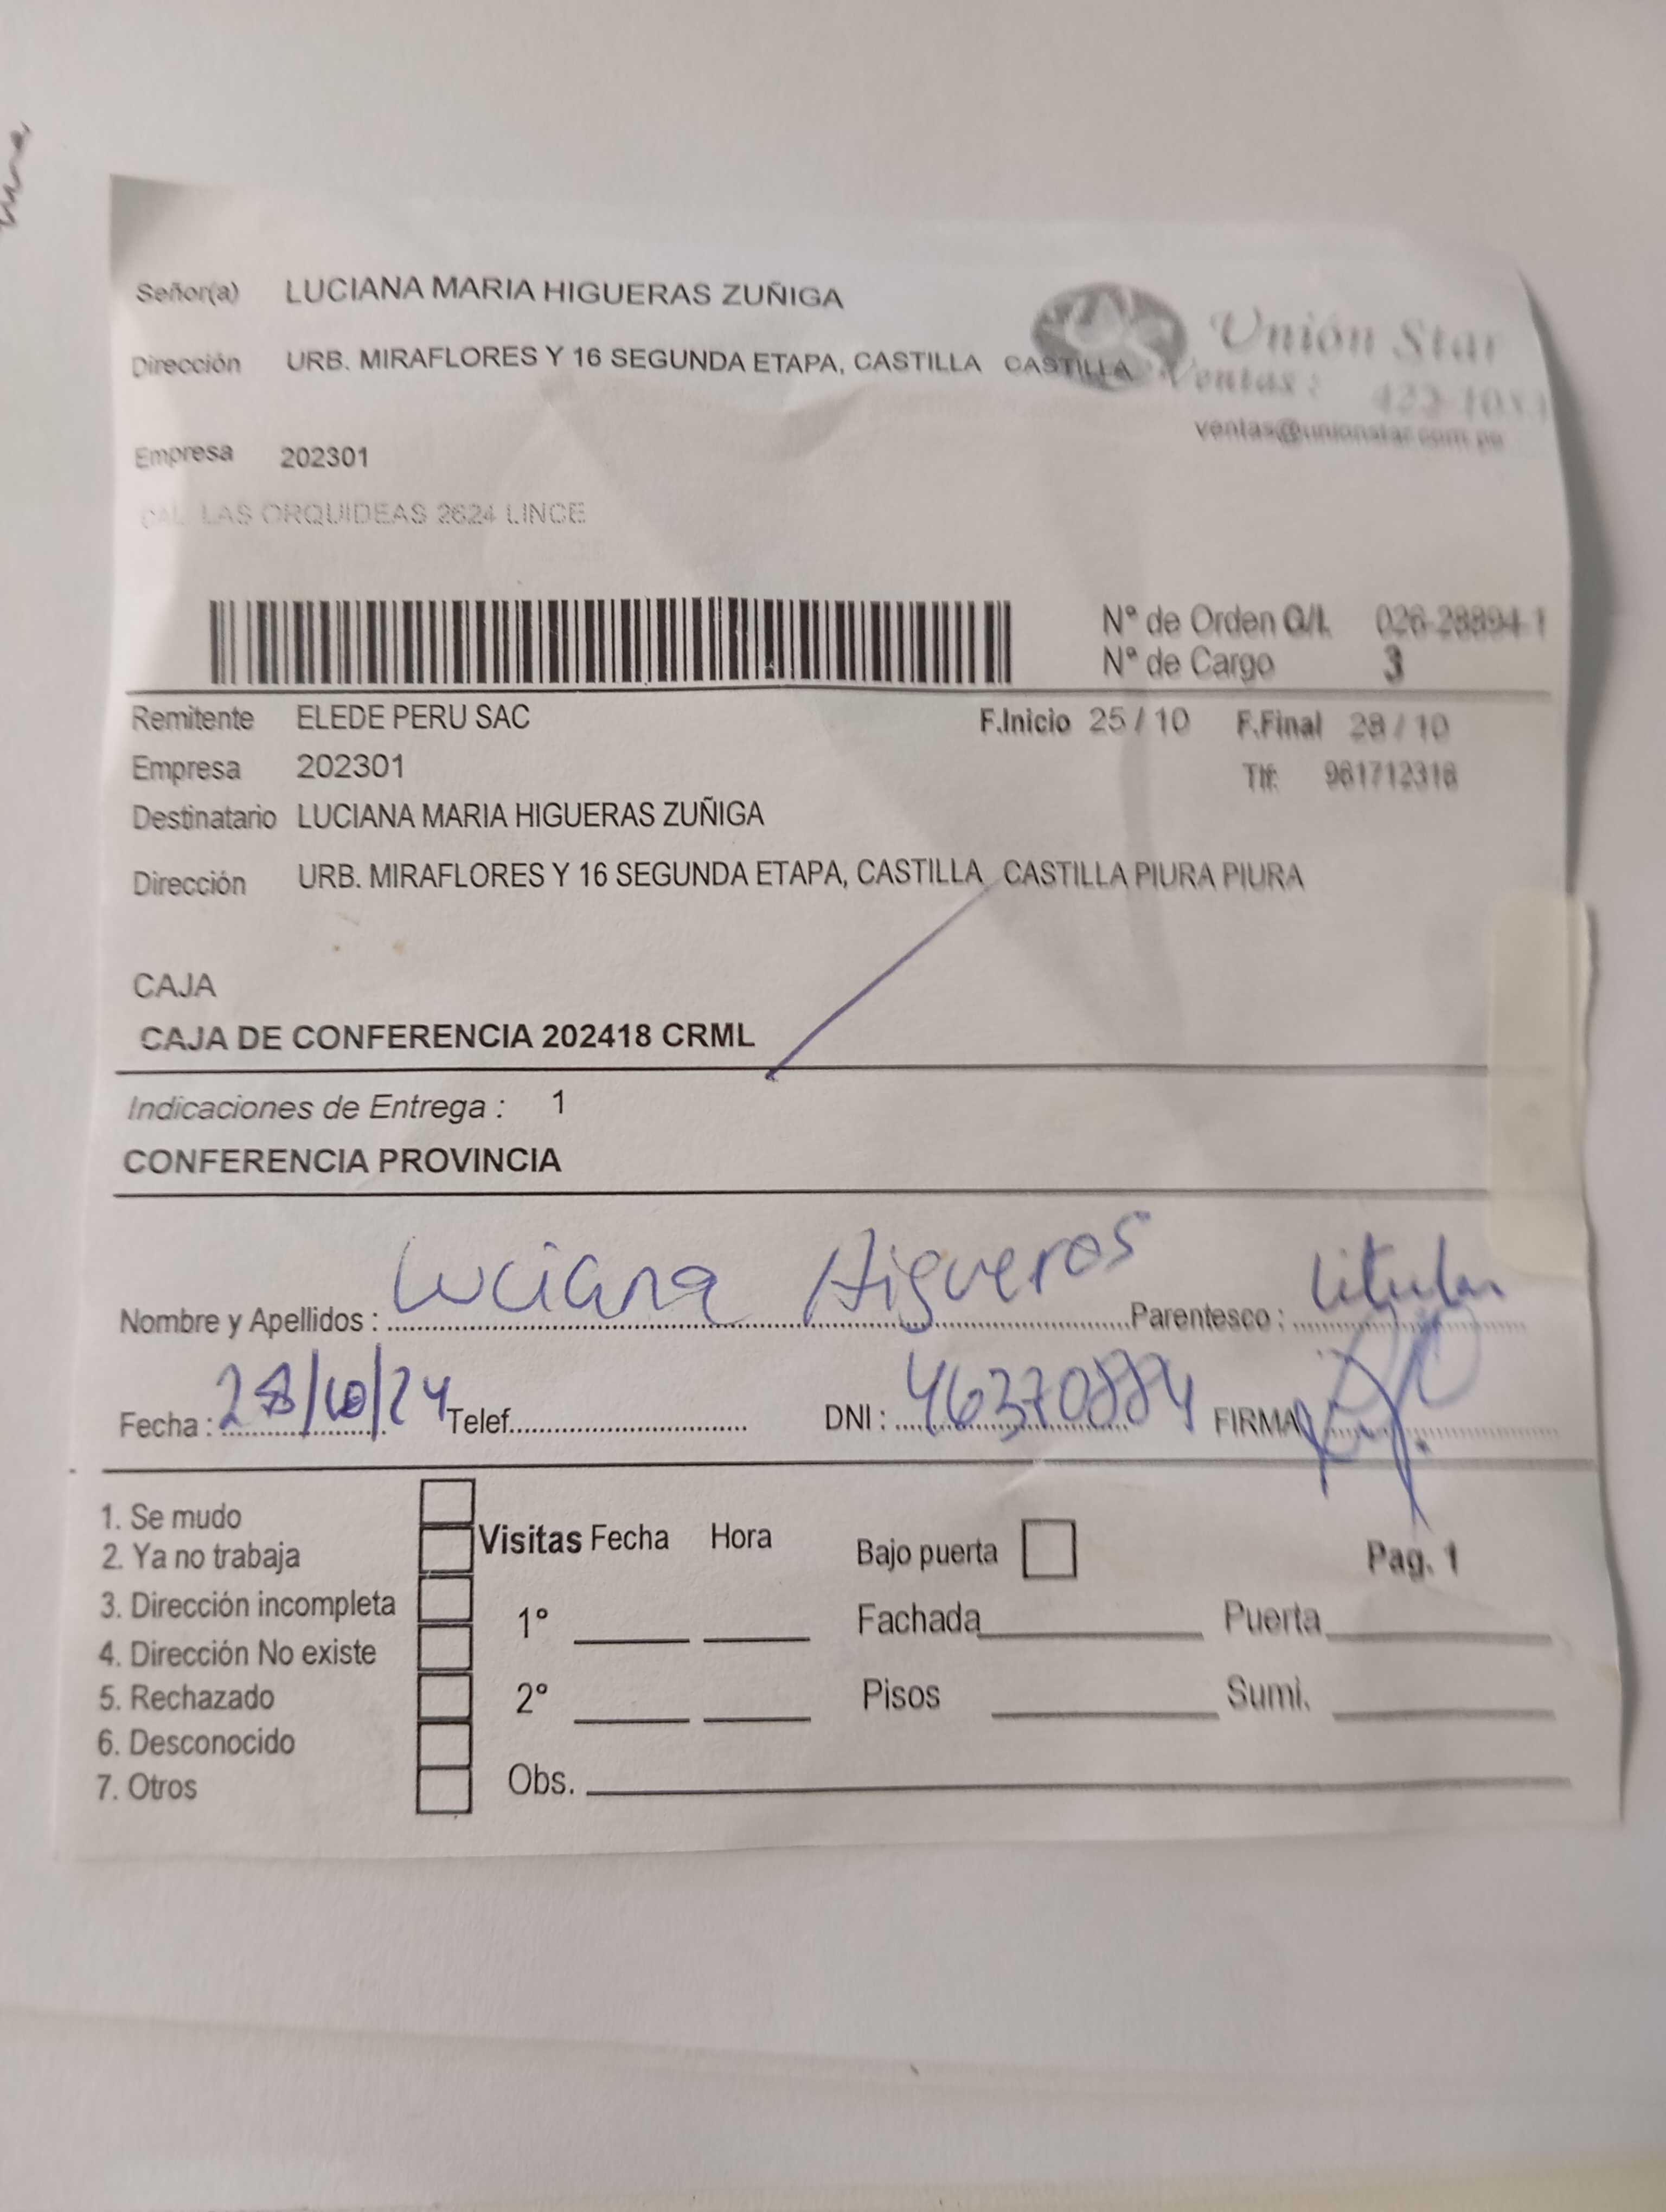 Señor(a) LUCIANA MARIA HIGUERAS ZUÑIGA
Unión Star
Dirección URB. MIRAFLORES Y 16 SEGUNDA ETAPA, CASTILLA CASTILLA
Ventas: 422-1083
ventas@unionstar.com.pe
Empresa 202301
CAL LAS ORQUIDEAS 2624 LINCE
Nº de Orden O/I. 026-28894-1
Nº de Cargo 3
Remitente ELEDE PERU SAC F.Inicio 25 / 10 F.Final 28 / 10
Empresa 202301 Tlf: 961712316
Destinatario LUCIANA MARIA HIGUERAS ZUÑIGA
Dirección URB. MIRAFLORES Y 16 SEGUNDA ETAPA, CASTILLA CASTILLA PIURA PIURA
CAJA
CAJA DE CONFERENCIA 202418 CRML
Indicaciones de Entrega : 1
CONFERENCIA PROVINCIA
Nombre y Apellidos : Luciana Higueras Parentesco : titular
Fecha : 28/10/24 Telef. DNI : 46370884 FIRMA
1. Se mudo
2. Ya no trabaja
3. Dirección incompleta
4. Dirección No existe
5. Rechazado
6. Desconocido
7. Otros
Visitas Fecha Hora
1º
2º
Obs.
Bajo puerta Pag. 1
Fachada Puerta
Pisos Sumi.